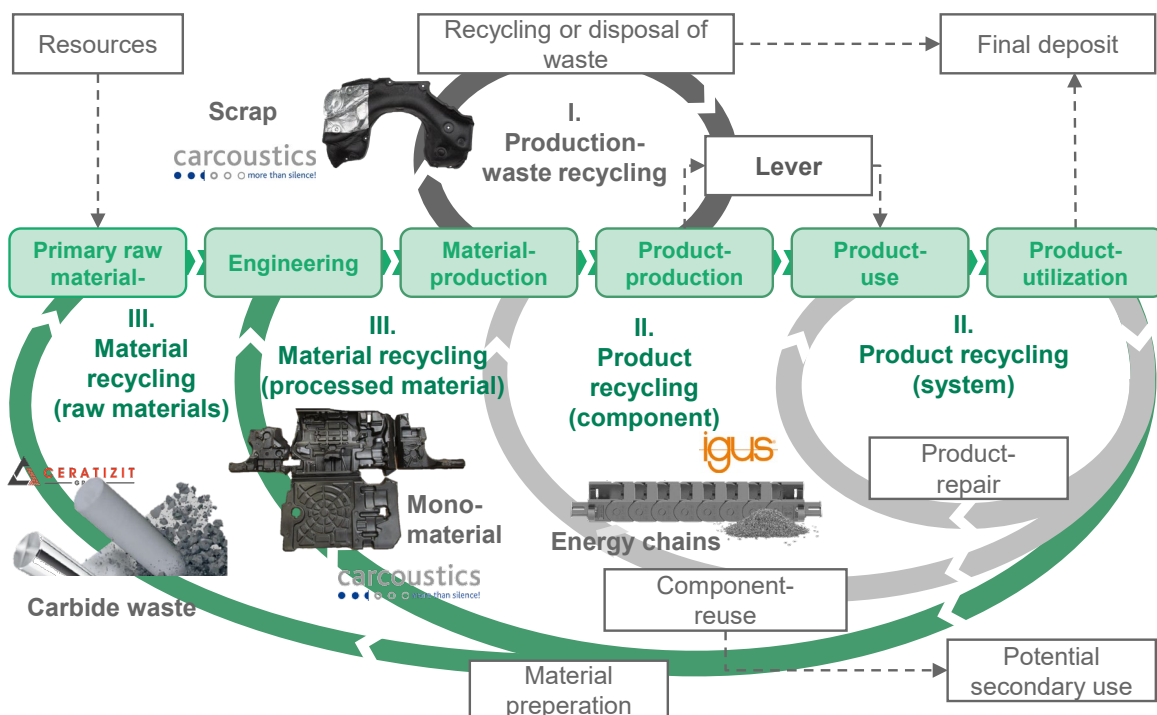 Resources
Recycling or disposal of
waste
Final deposit
Scrap
carcoustics
more than silence!
I.
Production-
waste recycling
Lever
Primary raw
material-
Engineering
Material-
production
Product-
production
Product-
use
Product-
utilization
III.
Material
recycling
(raw materials)
III.
Material recycling
(processed material)
II.
Product
recycling
(component)
II.
Product recycling
(system)
igus
Product-
repair
CERATIZIT
Mono-
material
Energy chains
carcoustics
more than silence!
Carbide waste
Component-
reuse
Material
preperation
Potential
secondary use